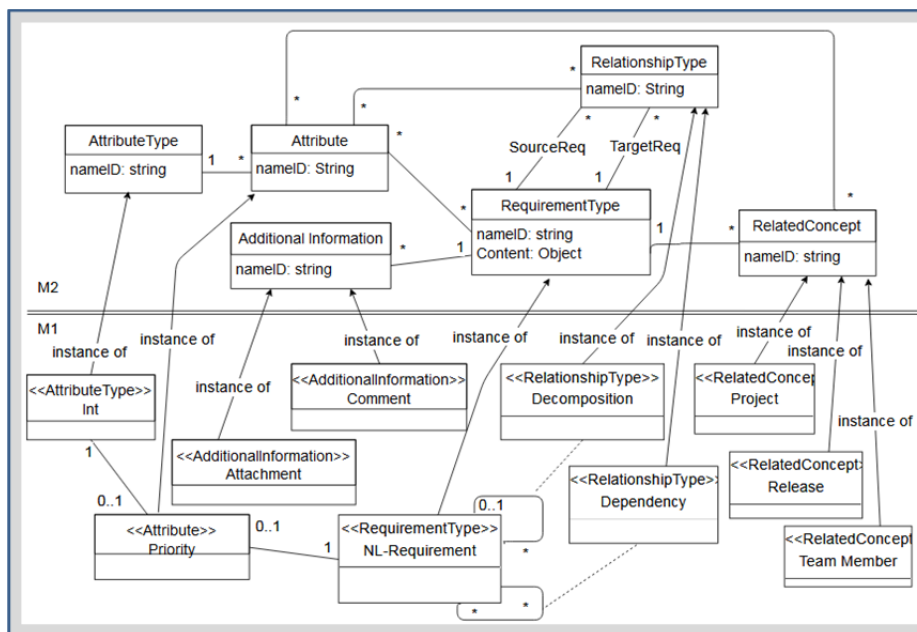 RelationshipType
nameID: String
*
*
*
*
AttributeType
nameID: string
1
*
Attribute
nameID: String
*
*
SourceReq
TargetReq
*
*
1
1
RequirementType
nameID: string
Content: Object
*
Additional Information
nameID: string
*
1
1
*
RelatedConcept
nameID: string
M2
M1
instance of
instance of
instance of
instance of
instance of
instance of
instance of
instance of
instance of
instance of
<<AttributeType>>
Int
<<AdditionalInformation>>
Comment
<<RelationshipType>>
Decomposition
<<RelatedConcept
Project
<<AdditionalInformation>>
Attachment
<<RelationshipType>>
Dependency
<<RelatedConcept>
Release
1
0..1
<<Attribute>>
Priority
0..1
1
<<RequirementType>>
NL-Requirement
0..1
*
*
*
<<RelatedConcept
Team Member